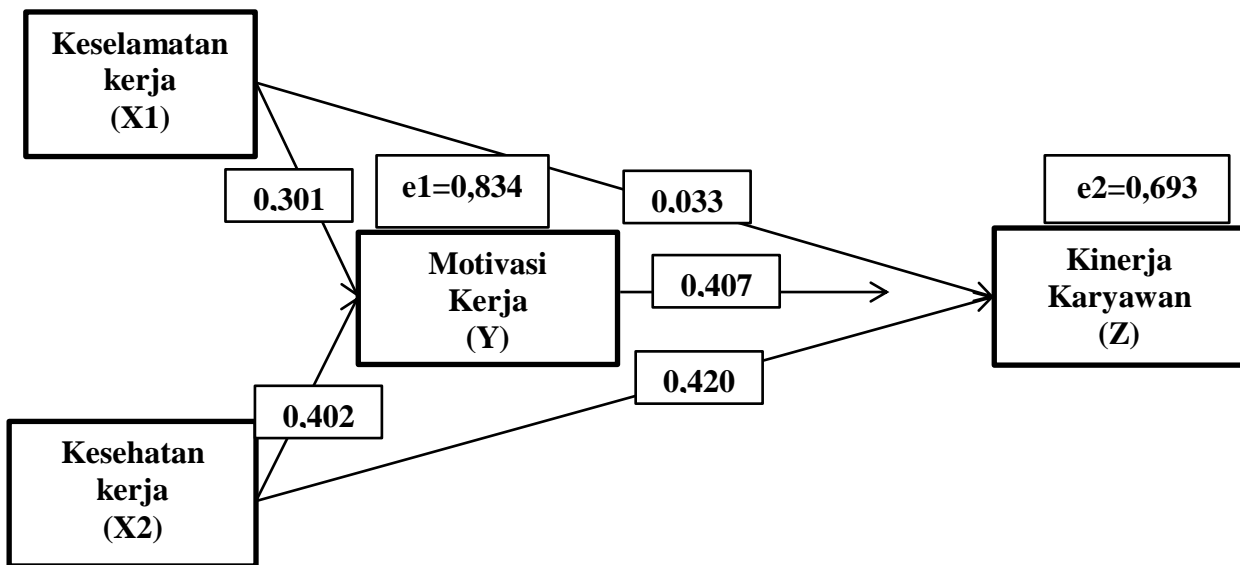 Keselamatan
kerja
(X1)
0,301
e1=0,834
0,033
e2=0,693
Motivasi
Kerja
(Y)
0,407
Kinerja
Karyawan
(Z)
0,420
0,402
Kesehatan
kerja
(X2)